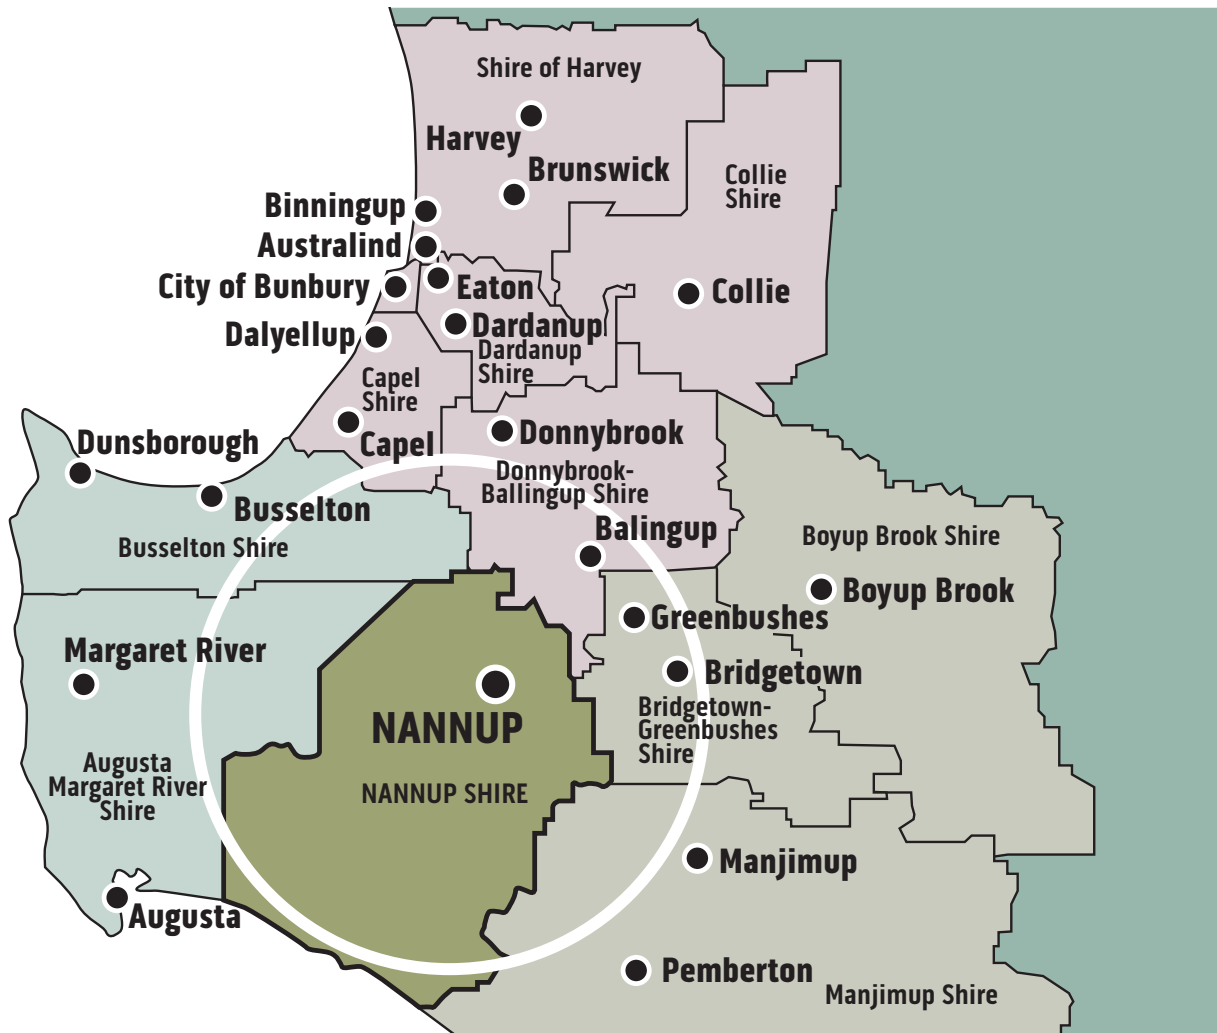 Shire of Harvey
Harvey
Brunswick
Collie
Shire
Binningup
Australind
City of Bunbury
Eaton
Collie
Dardanup
Dalyellup
Dardanup
Shire
Capel
Shire
Capel
Donnybrook
Dunsborough
Donnybrook-
Ballingup Shire
Busselton
Balingup
Busselton Shire
Boyup Brook Shire
Boyup Brook
Greenbushes
Margaret River
Bridgetown
NANNUP
Bridgetown-
Greenbushes
Shire
Augusta
Margaret River
Shire
NANNUP SHIRE
Manjimup
Augusta
Pemberton
Manjimup Shire